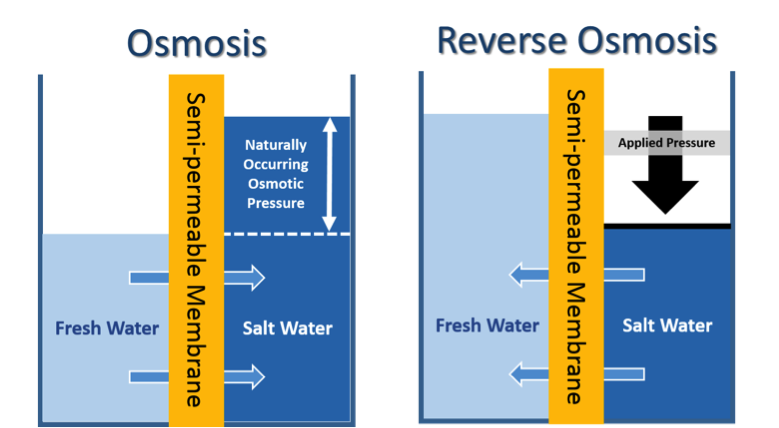 Osmosis
Semi-permeable Membrane
Naturally
Occurring
Osmotic
Pressure
Fresh Water
Salt Water
Reverse Osmosis
Semi-permeable Membrane
Applied Pressure
Fresh Water
Salt Water